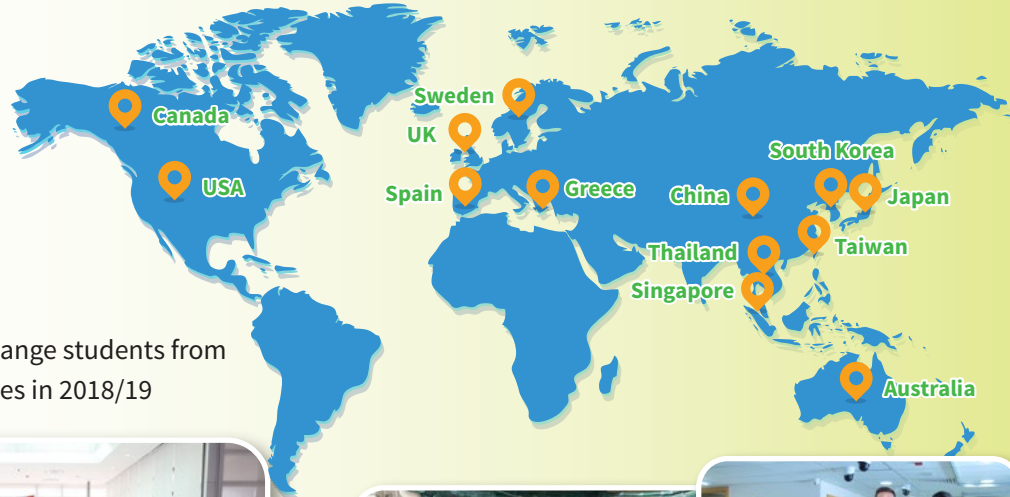 Sweden
Canada
UK
South Korea
USA
Spain
Greece
China
Japan
Taiwan
Thailand
Singapore
ange students from
es in 2018/19
Australia